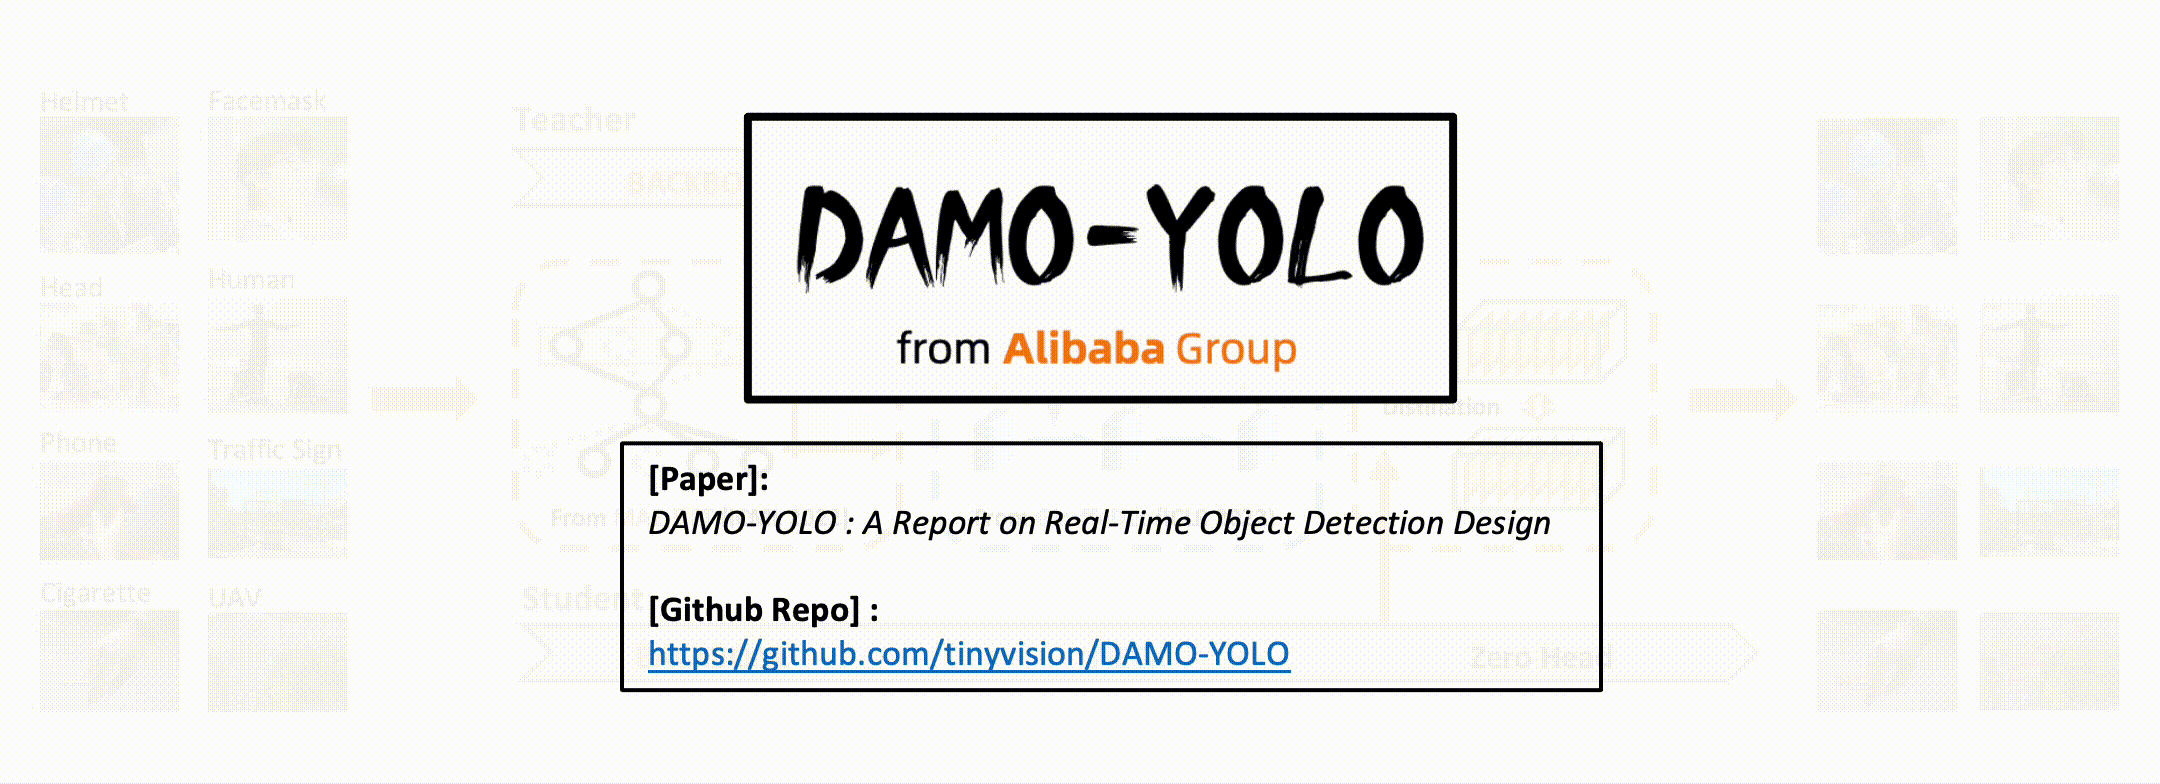 Helmet
Facemask
Head
Human
Phone
Traffic Sign
Cigarette
UAV
Teacher
DAMO-YOLO
from Alibaba Group
Distillation
From
[Paper]:
DAMO-YOLO : A Report on Real-Time Object Detection Design
Student
[Github Repo] :
https://github.com/tinyvision/DAMO-YOLO
Zero Head